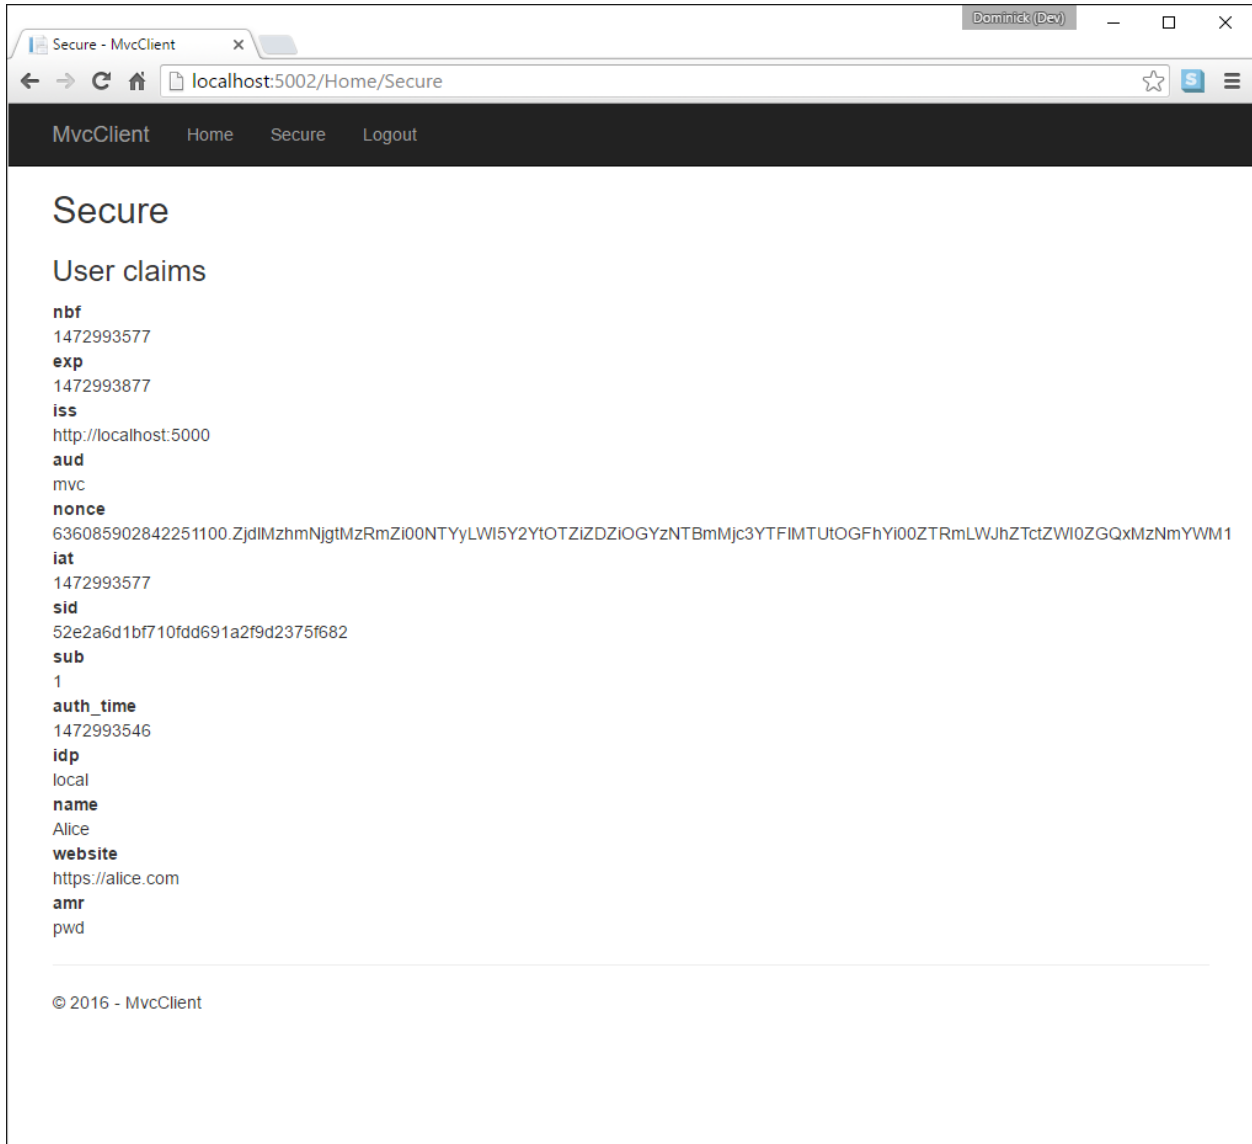 Dominick (Dev)
Secure - MvcClient
localhost:5002/Home/Secure
S
MvcClient Home Secure Logout
Secure
User claims
nbf
1472993577
exp
1472993877
iss
http://localhost:5000
aud
mvc
nonce
636085902842251100.ZjdlMzhmNjgtMzRmZi00NTYyLWI5Y2YtOTZiZDZiOGYzNTBmMjc3YTFlMTUtOGFhYi00ZTRmLWJhZTctZWI0ZGQxMzNmYWM1
iat
1472993577
sid
52e2a6d1bf710fdd691a2f9d2375f682
sub
1
auth_time
1472993546
idp
local
name
Alice
website
https://alice.com
amr
pwd
© 2016 - MvcClient